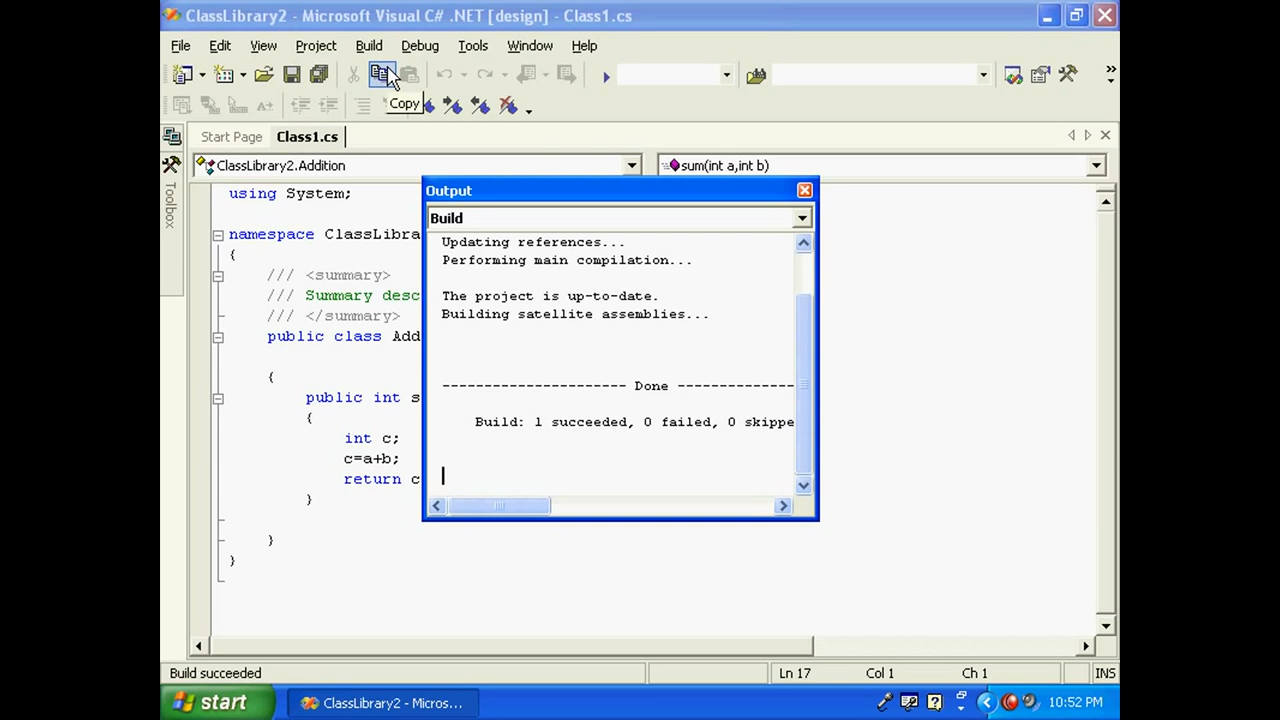 ClassLibrary2 - Microsoft Visual C# .NET [design] - Class1.cs
File Edit View Project Build Debug Tools Window Help
Copy
Start Page Class1.cs
Toolbox
ClassLibrary2.Addition sum(int a,int b)
using System;
namespace ClassLibra
{
/// <summary>
/// Summary desc
/// </summary>
public class Add
{
public int s
{
int c;
c=a+b;
return c
}
}
}
Output
Build
Updating references...
Performing main compilation...
The project is up-to-date.
Building satellite assemblies...
---------------------- Done --------------
Build: 1 succeeded, 0 failed, 0 skippe
Build succeeded Ln 17 Col 1 Ch 1 INS
start ClassLibrary2 - Micros... 10:52 PM